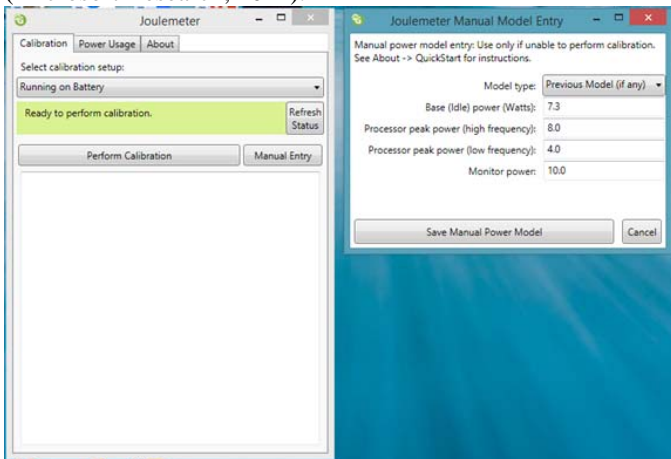 Joulemeter
Calibration Power Usage About
Select calibration setup:
Running on Battery
Ready to perform calibration.
Refresh
Status
Perform Calibration
Manual Entry
Joulemeter Manual Model Entry
Manual power model entry: Use only if unable to perform calibration.
See About -> QuickStart for instructions.
Model type: Previous Model (if any)
Base (Idle) power (Watts): 7.3
Processor peak power (high frequency): 8.0
Processor peak power (low frequency): 4.0
Monitor power: 10.0
Save Manual Power Model
Cancel